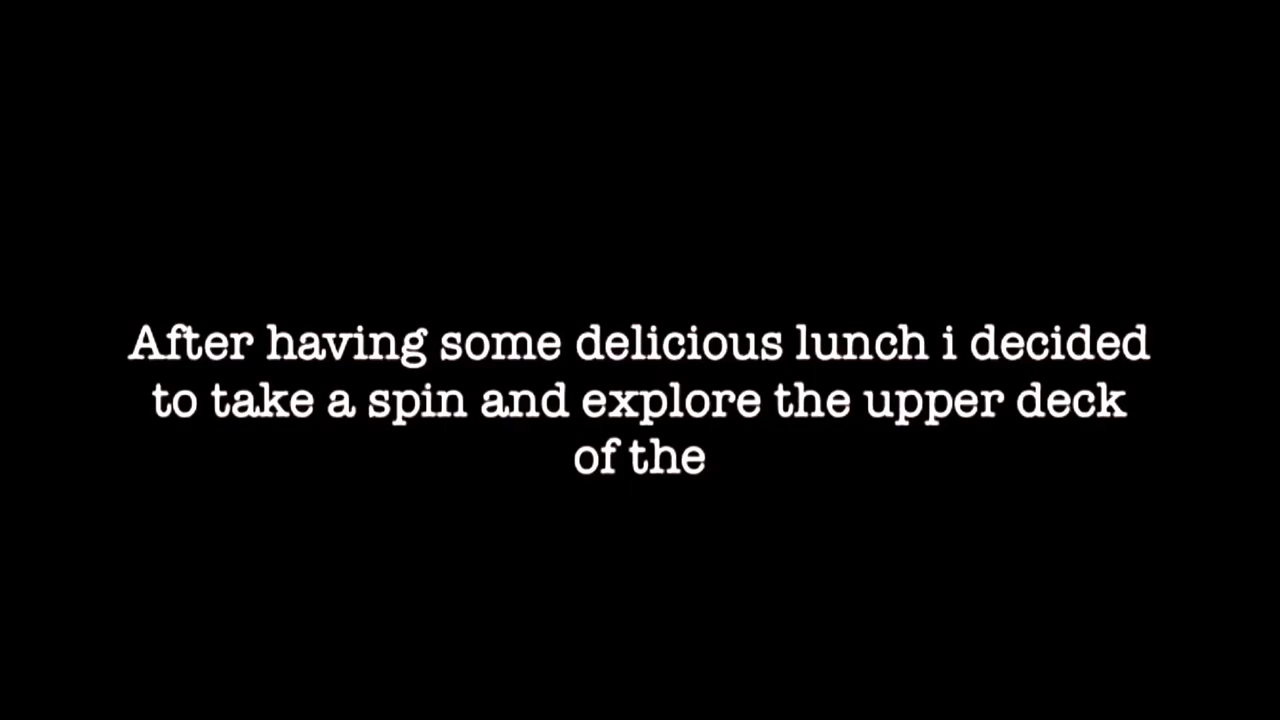 After having some delicious lunch i decided
to take a spin and explore the upper deck
of the